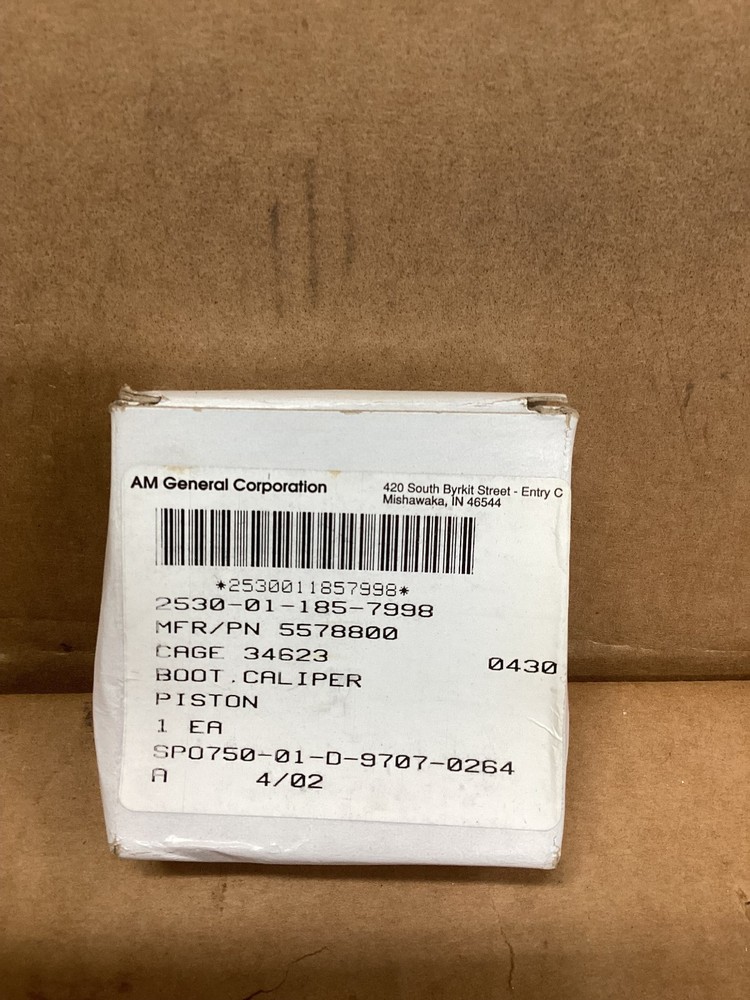 AM General Corporation
420 South Byrkit Street - Entry C
Mishawaka, IN 46544
*2530011857998*
2530-01-185-7998
MFR/PN 5578800
CAGE 34623
0430
BOOT,CALIPER
PISTON
1 EA
SPO750-01-D-9707-0264
A 4/02